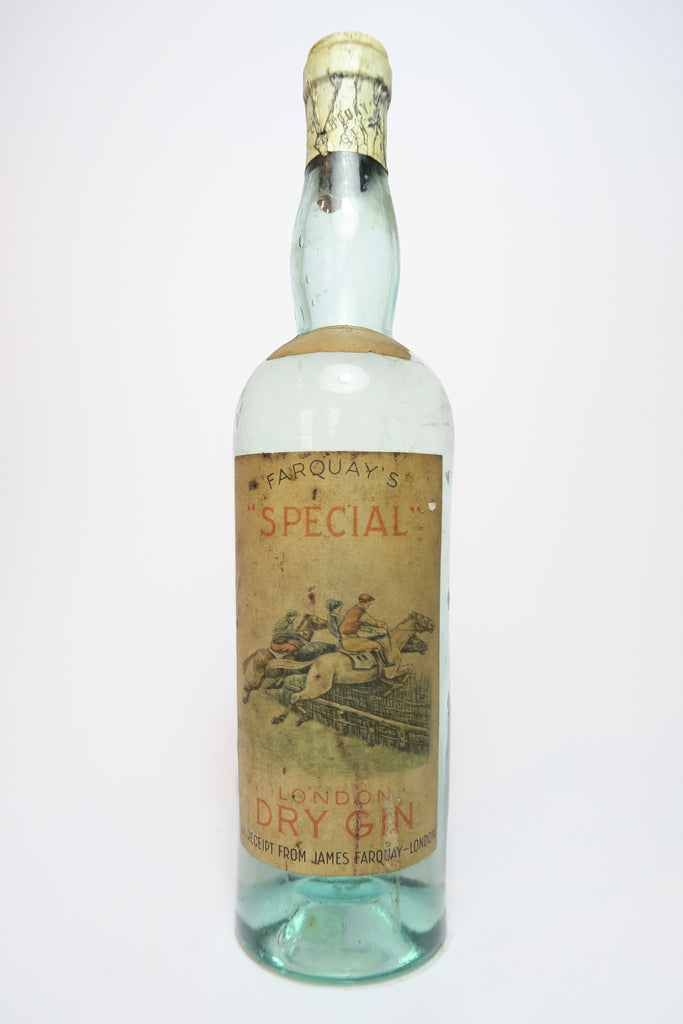 FARQUAY'S
"SPECIAL"
LONDON
DRY GIN
RECEIPT FROM JAMES FARQUAY-LONDON